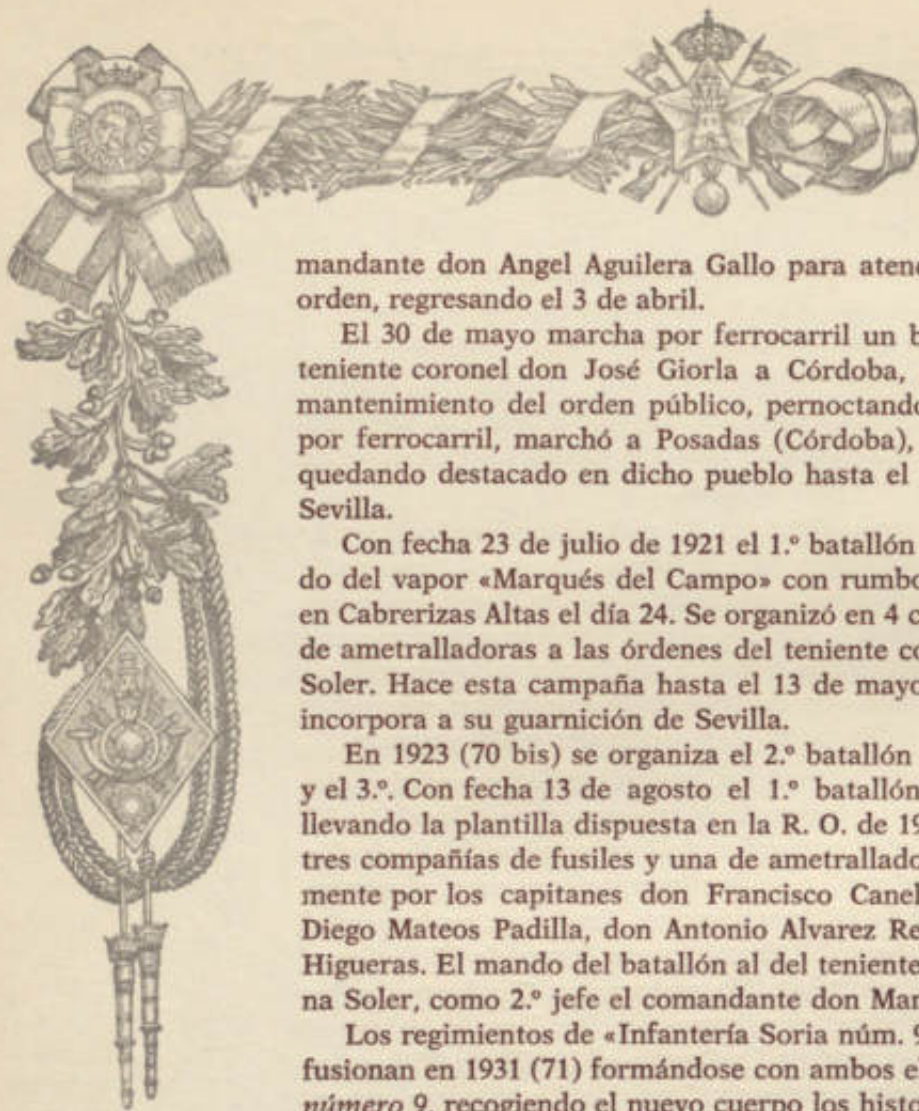 mandante don Angel Aguilera Gallo para aten
orden, regresando el 3 de abril.
El 30 de mayo marcha por ferrocarril un
teniente coronel don José Giorla a Córdoba,
mantenimiento del orden público, pernoctando
por ferrocarril, marchó a Posadas (Córdoba),
quedando destacado en dicho pueblo hasta el
Sevilla.
Con fecha 23 de julio de 1921 el 1.º batallón
do del vapor «Marqués del Campo» con rumbo
en Cabrerizas Altas el día 24. Se organizó en 4
de ametralladoras a las órdenes del teniente co
Soler. Hace esta campaña hasta el 13 de mayo
incorpora a su guarnición de Sevilla.
En 1923 (70 bis) se organiza el 2.º batallón
y el 3.º. Con fecha 13 de agosto el 1.º batallón
llevando la plantilla dispuesta en la R. O. de 19
tres compañías de fusiles y una de ametrallado
mente por los capitanes don Francisco Canel
Diego Mateos Padilla, don Antonio Alvarez Re
Higueras. El mando del batallón al del teniente
na Soler, como 2.º jefe el comandante don Mar
Los regimientos de «Infantería Soria núm. 9
fusionan en 1931 (71) formándose con ambos e
número 9, recogiendo el nuevo cuerpo los histo